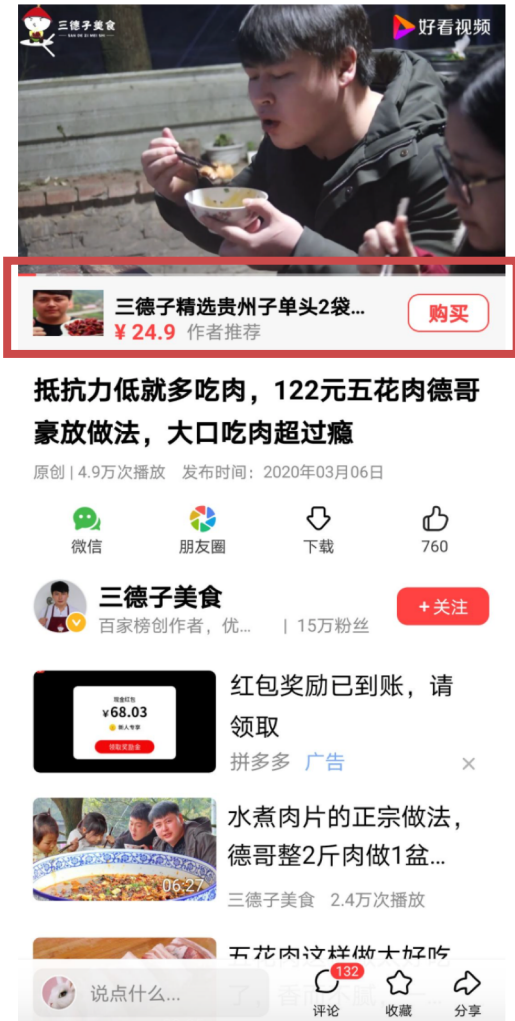 三德子美食
SAN DE ZI MEI SHI
好看视频
三德子精选贵州子单头2袋...
¥ 24.9 作者推荐
购买
抵抗力低就多吃肉，122元五花肉德哥
豪放做法，大口吃肉超过瘾
原创 | 4.9万次播放 发布时间：2020年03月06日
微信 朋友圈 下载 760
三德子美食
百家榜创作者，优... | 15万粉丝
+ 关注
现金红包
¥68.03
新人专享
领取奖励金
红包奖励已到账，请
领取
拼多多 广告
水煮肉片的正宗做法，
德哥整2斤肉做1盆...
06:27
三德子美食 2.4万次播放
五花肉这样做太好吃
说点什么...
132
评论 收藏 分享